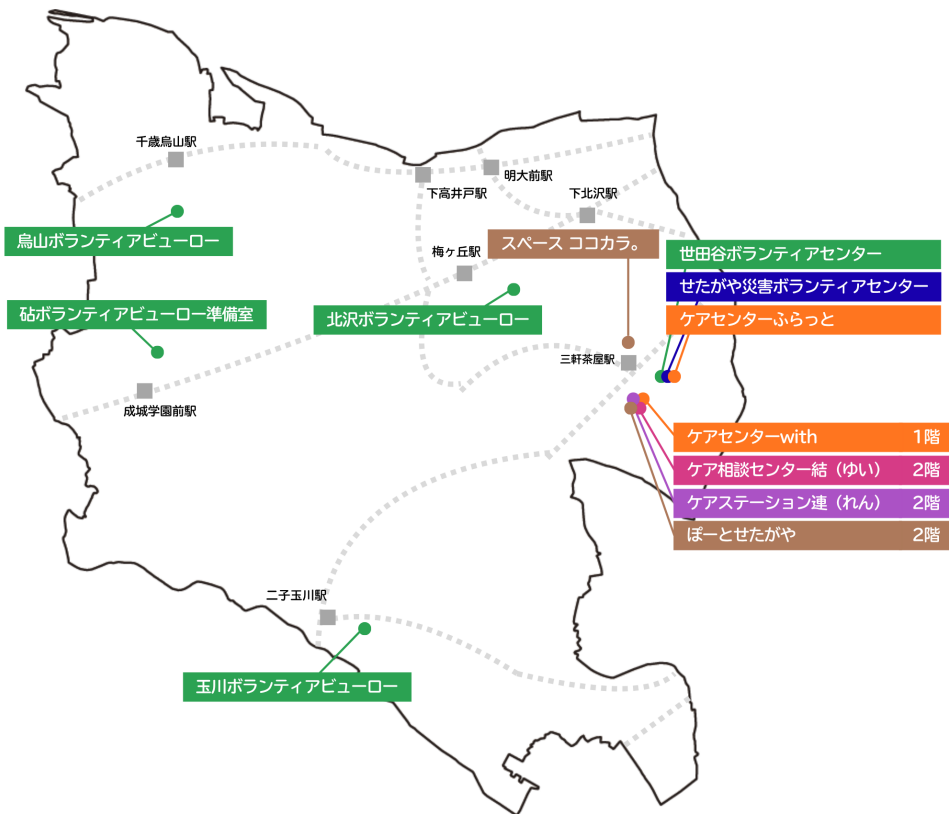 千歳烏山駅
明大前駅
下高井戸駅
下北沢駅
烏山ボランティアビューロー
スペース ココカラ。
梅ヶ丘駅
世田谷ボランティアセンター
せたがや災害ボランティアセンター
砧ボランティアビューロー準備室
北沢ボランティアビューロー
ケアセンターふらっと
三軒茶屋駅
成城学園前駅
ケアセンターwith 1階
ケア相談センター結（ゆい） 2階
ケアステーション連（れん） 2階
ぽーとせたがや 2階
二子玉川駅
玉川ボランティアビューロー